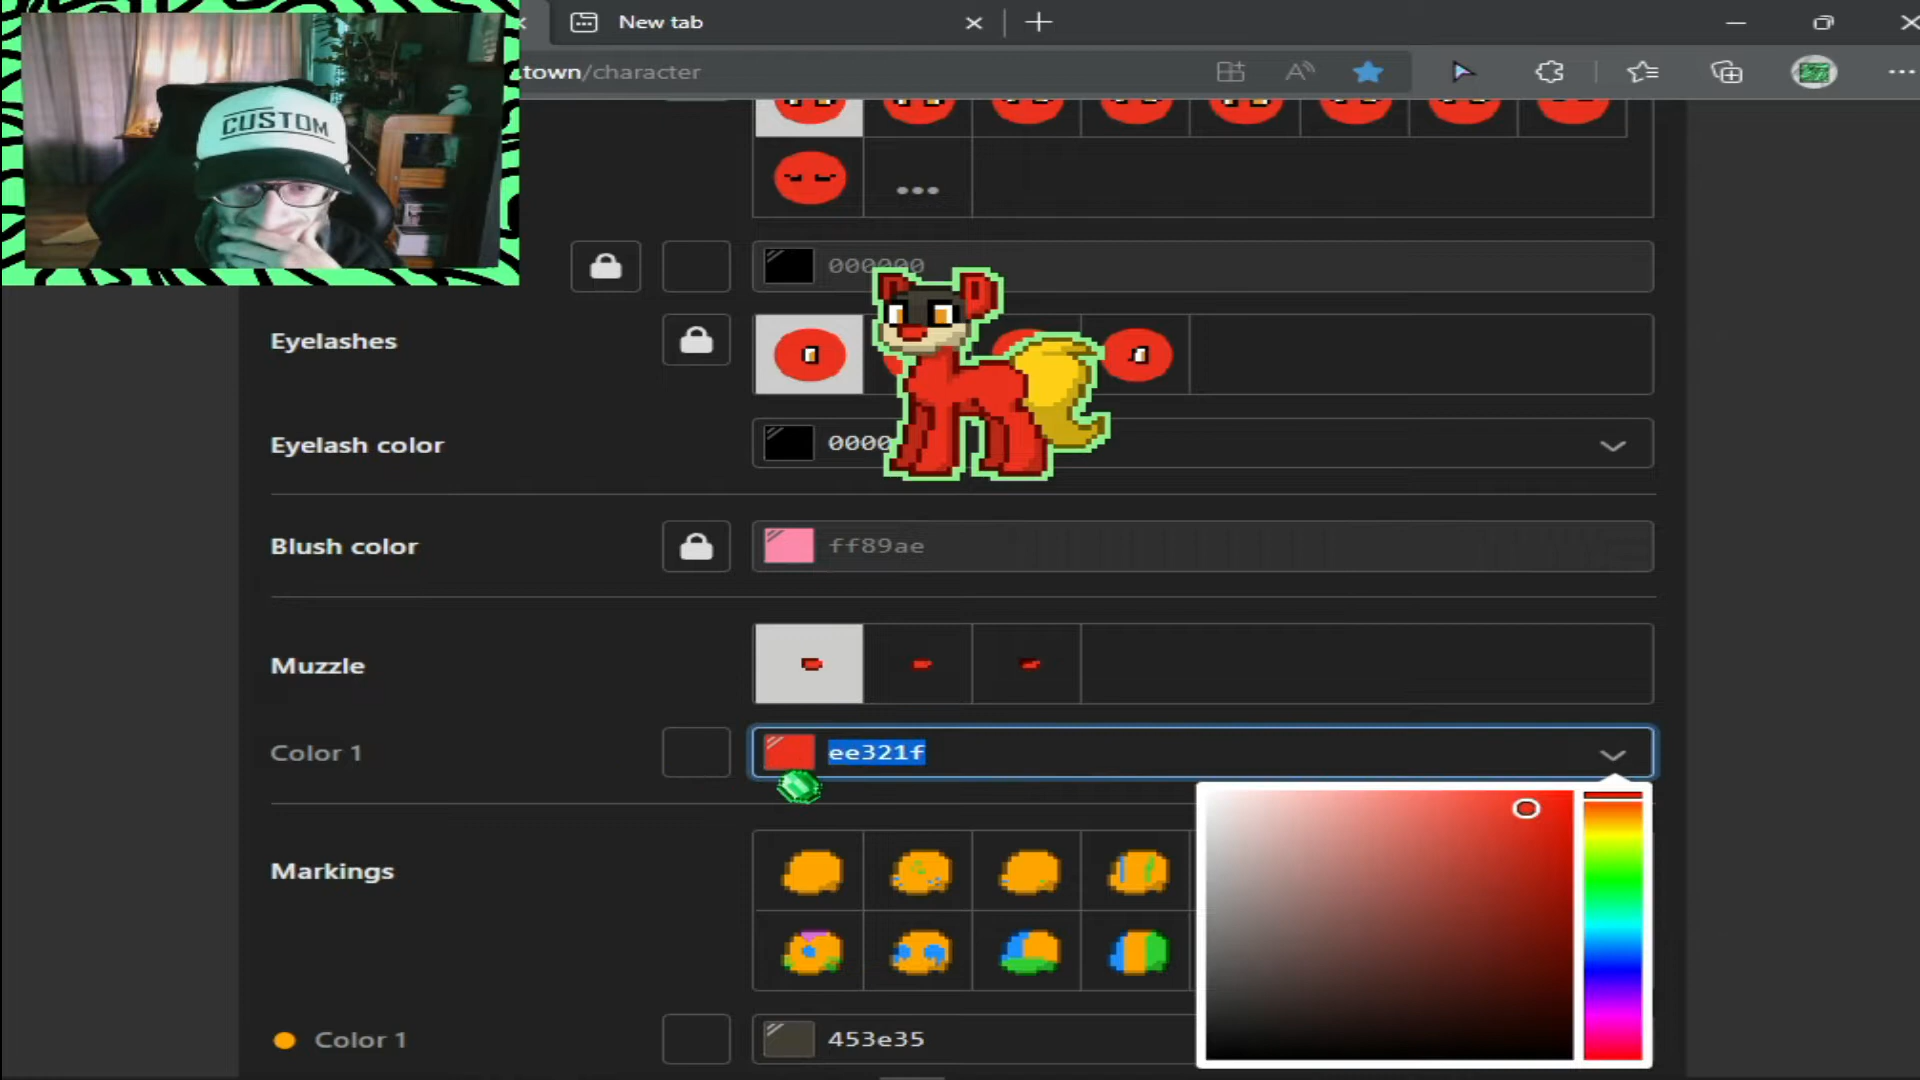 New tab
.town/character
CUSTOM
000000
Eyelashes
Eyelash color
0000
Blush color
ff89ae
Muzzle
Color 1
ee321f
Markings
Color 1
453e35